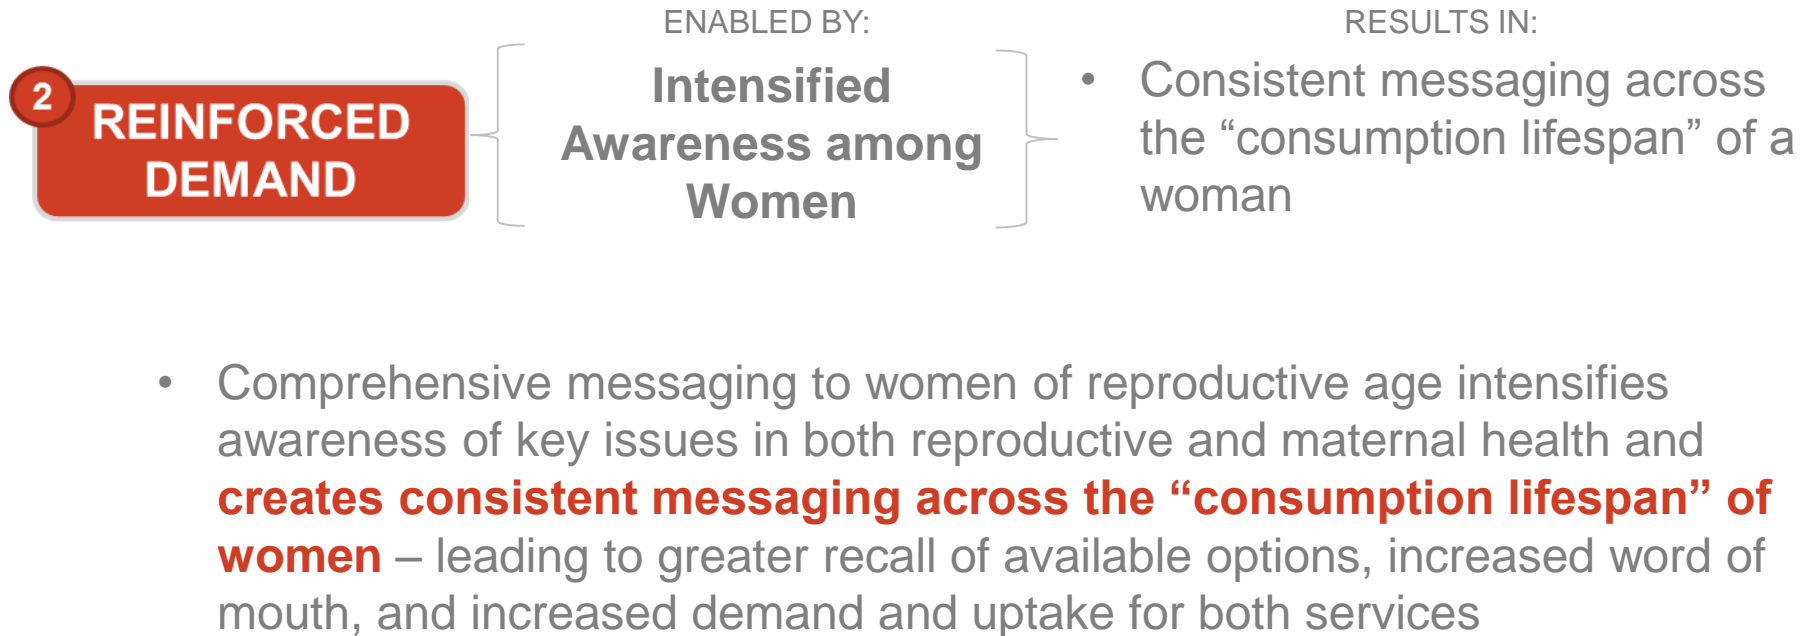 ENABLED BY:
RESULTS IN:
2
REINFORCED
DEMAND
Intensified
Awareness among
Women
• Consistent messaging across
the “consumption lifespan” of a
woman
• Comprehensive messaging to women of reproductive age intensifies
awareness of key issues in both reproductive and maternal health and
creates consistent messaging across the “consumption lifespan” of
women – leading to greater recall of available options, increased word of
mouth, and increased demand and uptake for both services